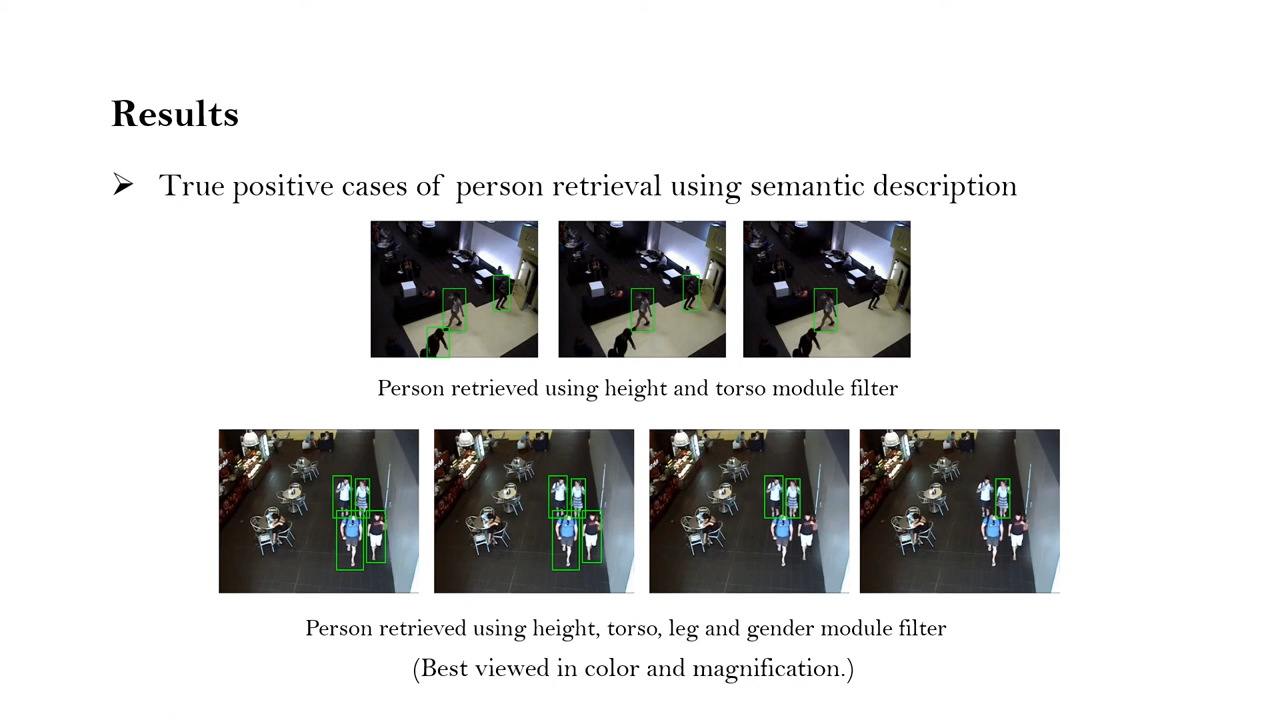 Results
➢ True positive cases of person retrieval using semantic description
Person retrieved using height and torso module filter
Person retrieved using height, torso, leg and gender module filter
(Best viewed in color and magnification.)